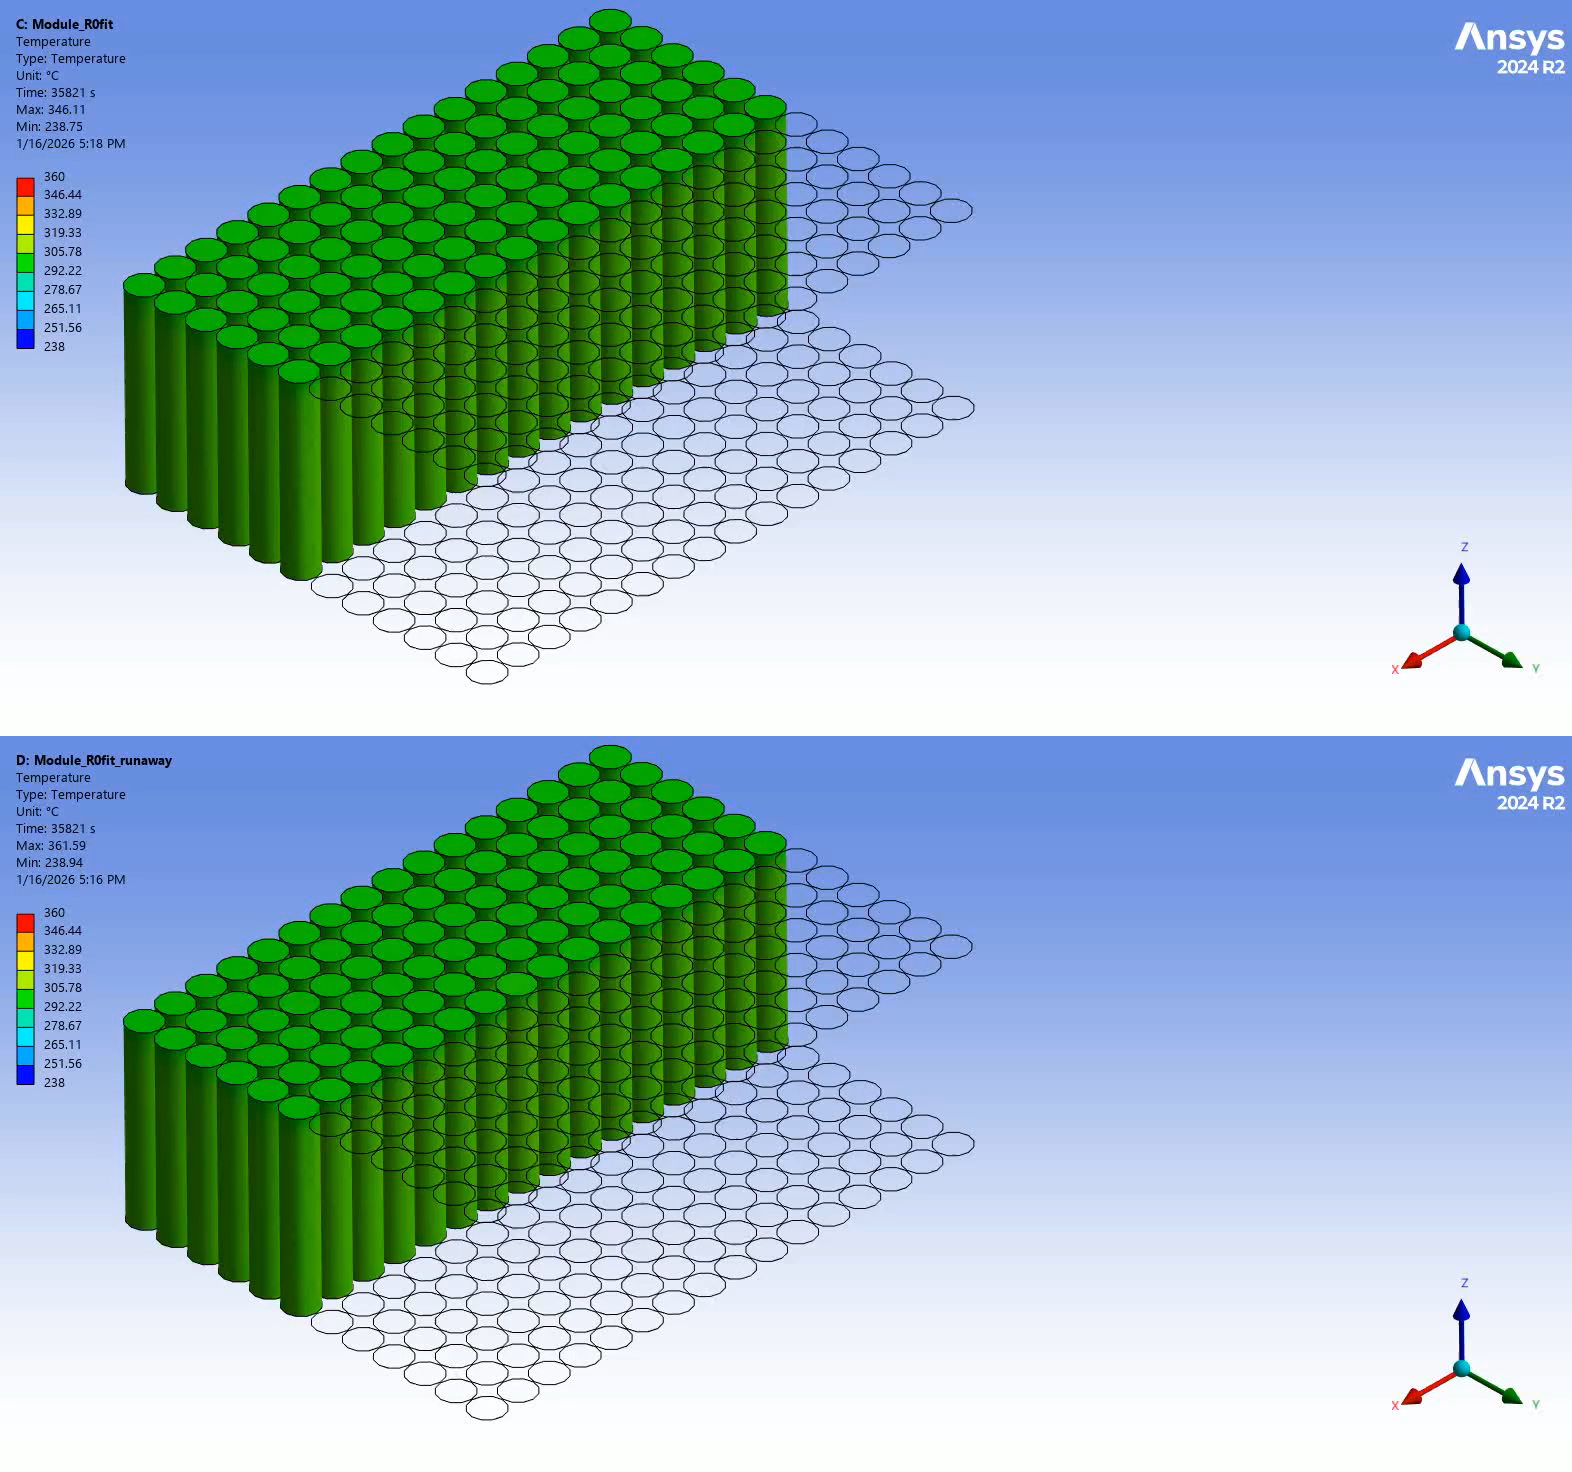 C: Module_R0fit
Temperature
Type: Temperature
Unit: °C
Time: 35821 s
Max: 346.11
Min: 238.75
1/16/2026 5:18 PM
360
346.44
332.89
319.33
305.78
292.22
278.67
265.11
251.56
238
Ansys
2024 R2
Z
X
Y
D: Module_R0fit_runaway
Temperature
Type: Temperature
Unit: °C
Time: 35821 s
Max: 361.59
Min: 238.94
1/16/2026 5:16 PM
360
346.44
332.89
319.33
305.78
292.22
278.67
265.11
251.56
238
Ansys
2024 R2
Z
X
Y